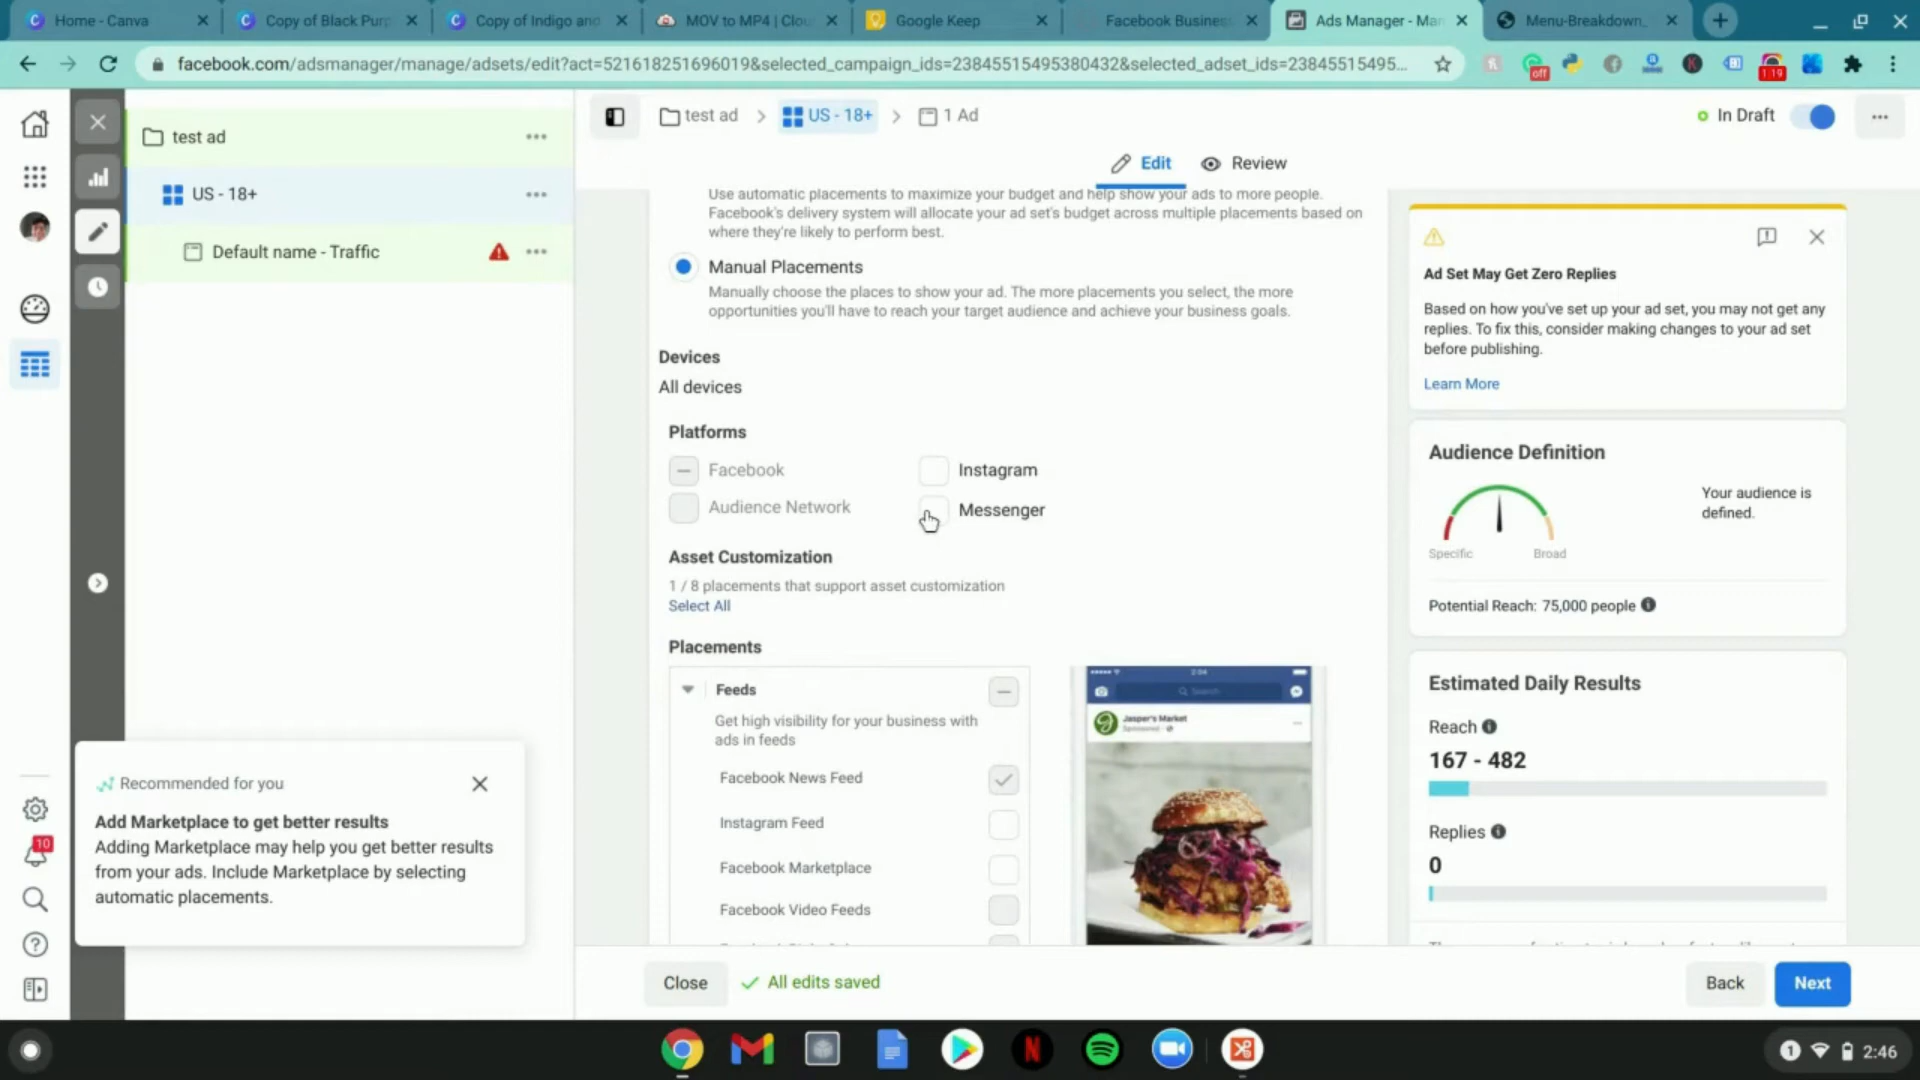 Home - Canva
Copy of Black Purp
Copy of Indigo and
MOV to MP4 | Clou
Google Keep
Facebook Business
Ads Manager - Man
Menu-Breakdown_
facebook.com/adsmanager/manage/adsets/edit?act=521618251696019&selected_campaign_ids=23845515495380432&selected_adset_ids=23845515495...
off
1:19
test ad
US - 18+
Default name - Traffic
test ad > US - 18+ > 1 Ad
In Draft
Edit
Review
Use automatic placements to maximize your budget and help show your ads to more people.
Facebook's delivery system will allocate your ad set's budget across multiple placements based on
where they're likely to perform best.
Manual Placements
Manually choose the places to show your ad. The more placements you select, the more
opportunities you'll have to reach your target audience and achieve your business goals.
Devices
All devices
Platforms
Facebook
Instagram
Audience Network
Messenger
Asset Customization
1 / 8 placements that support asset customization
Select All
Placements
Feeds
Get high visibility for your business with
ads in feeds
Facebook News Feed
Instagram Feed
Facebook Marketplace
Facebook Video Feeds
2:04
Search
Jasper's Market
Sponsored
Ad Set May Get Zero Replies
Based on how you've set up your ad set, you may not get any
replies. To fix this, consider making changes to your ad set
before publishing.
Learn More
Audience Definition
Your audience is
defined.
Specific
Broad
Potential Reach: 75,000 people
Estimated Daily Results
Reach
167 - 482
Replies
0
Recommended for you
Add Marketplace to get better results
Adding Marketplace may help you get better results
from your ads. Include Marketplace by selecting
automatic placements.
10
Close
All edits saved
Back
Next
1
2:46